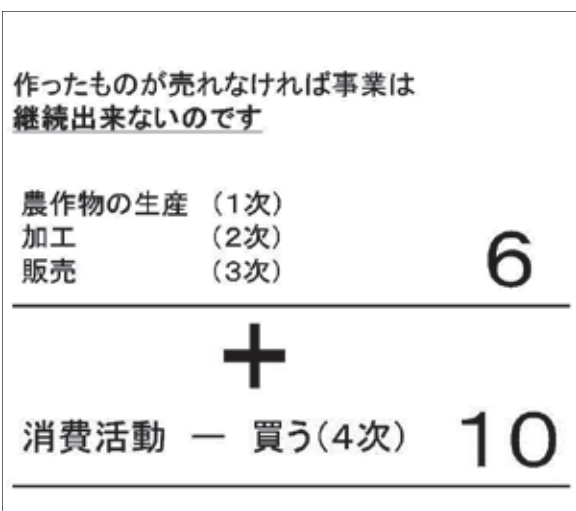 作ったものが売れなければ事業は
継続出来ないのです
農作物の生産 (1次)
加工 (2次)
販売 (3次) 6
+
消費活動 — 買う(4次) 10